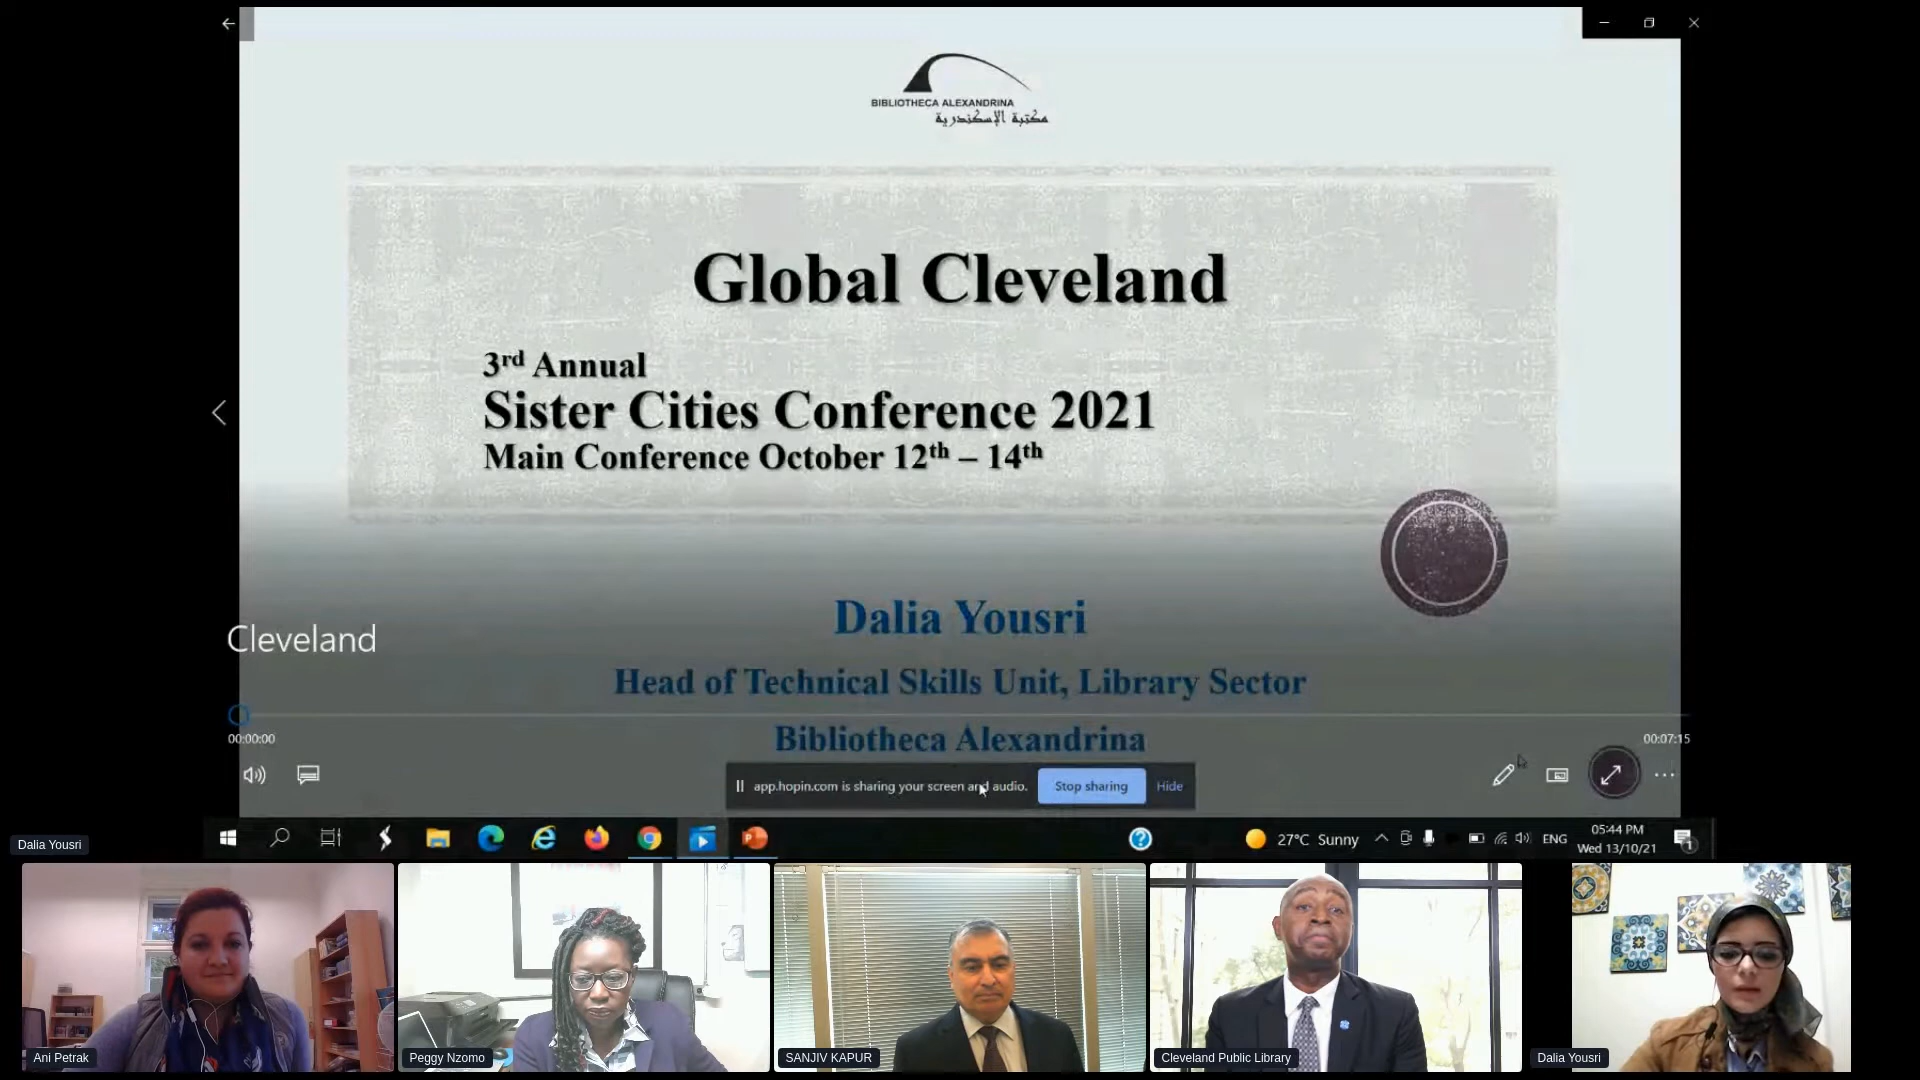 BIBLIOTHECA ALEXANDRINA
مكتبة الإسكندرية
Global Cleveland
3rd Annual
Sister Cities Conference 2021
Main Conference October 12th – 14th
Dalia Yousri
Cleveland
Head of Technical Skills Unit, Library Sector
Bibliotheca Alexandrina
00:00:00
00:07:15
app.hopin.com is sharing your screen and audio.
Stop sharing
Hide
27°C Sunny
ENG
05:44 PM
Wed 13/10/21
1
Dalia Yousri
Ani Petrak
Peggy Nzomo
SANJIV KAPUR
Cleveland Public Library
Dalia Yousri